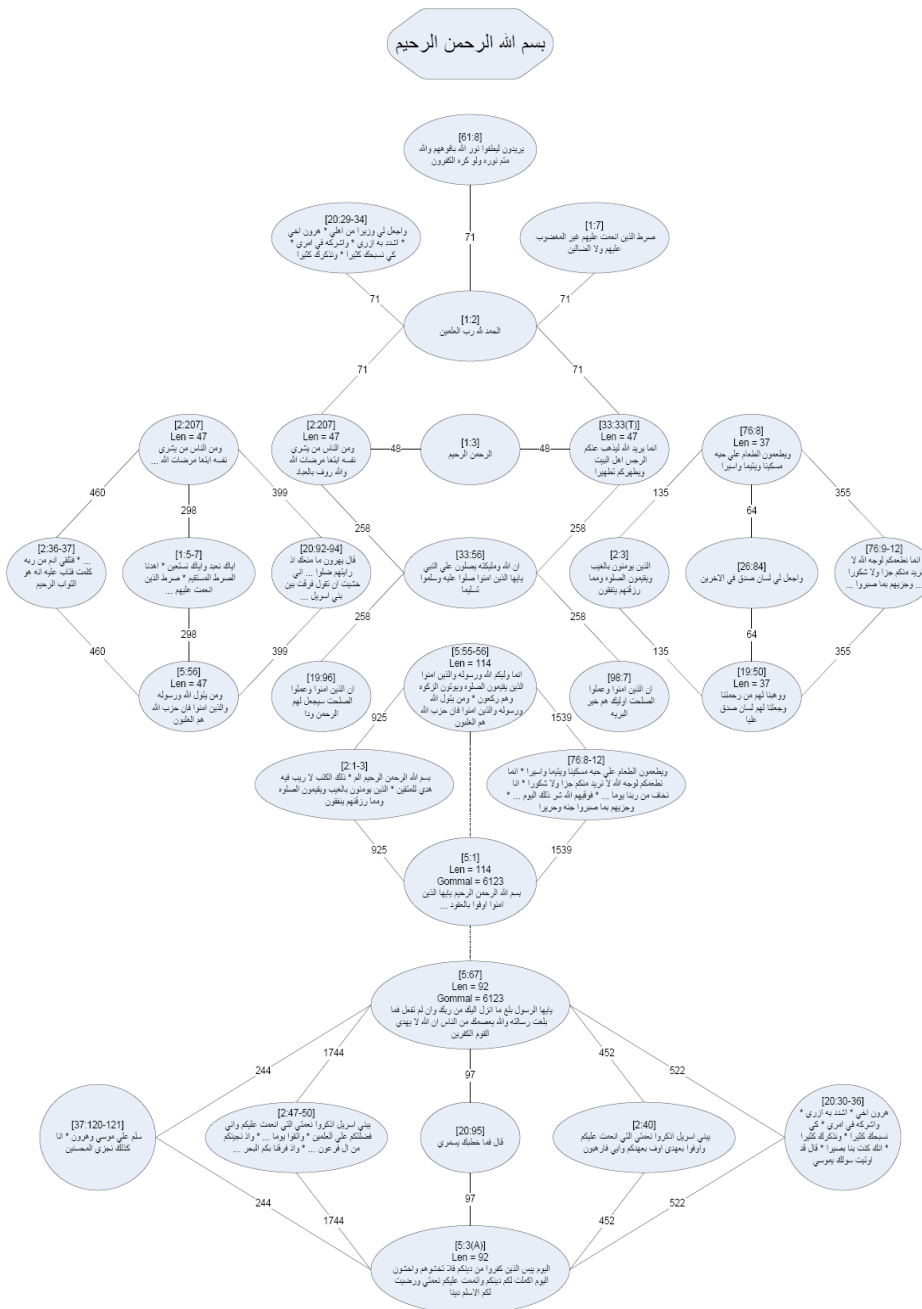 بسم الله الرحمن الرحيم
[61:8]
يريدون ليطفوا نور الله بافوههم والله
متم نوره ولو كره الكفرون
[20:29-34]
واجعل لي وزيرا من اهلي * هرون اخي
* اشدد به ازري * واشركه في امري *
كي نسبحك كثيرا * ونذكرك كثيرا
71
[1:7]
صرط الذين انعمت عليهم غير المغضوب
عليهم ولا الضالين
71
71
[1:2]
الحمد لله رب العلمين
71
71
[2:207]
Len = 47
ومن الناس من يشري
نفسه ابتغا مرضات الله
... 
[2:207]
Len = 47
ومن الناس من يشري
نفسه ابتغا مرضات الله
والله روف بالعباد
48
[1:3]
الرحمن الرحيم
48
[33:33(T)]
Len = 47
انما يريد الله ليذهب عنكم
الرجس اهل البيت
ويطهركم تطهيرا
[76:8]
Len = 37
ويطعمون الطعام علي حبه
مسكينا ويتيما واسيرا
460
298
399
258
258
135
64
355
[2:36-37]
... * فتلقي ادم من ربه
كلمت فتاب عليه انه هو
التواب الرحيم
[1:5-7]
اياك نعبد واياك نستعين * اهدنا
الصرط المستقيم * صرط الذين
انعمت عليهم ...
[20:92-94]
قال يهرون ما منعك اذ
رايتهم ضلوا ... اني
خشيت ان تقول فرقت بين
بني اسريل ...
[33:56]
ان الله ومليكته يصلون علي النبي
يايها الذين امنوا صلوا عليه وسلموا
تسليما
[2:3]
الذين يومنون بالغيب
ويقيمون الصلوه ومما
رزقنهم ينفقون
[26:84]
واجعل لي لسان صدق في الاخرين
[76:9-12]
انما نطعمكم لوجه الله لا
نريد منكم جزا ولا شكورا
... وجزيهم بما صبروا ...
460
298
399
258
258
135
64
355
[5:56]
Len = 47
ومن يتول الله ورسوله
والذين امنوا فان حزب الله
هم الغلبون
[19:96]
ان الذين امنوا وعملوا
الصلحت سيجعل لهم
الرحمن ودا
[5:55-56]
Len = 114
انما وليكم الله ورسوله والذين امنوا
الذين يقيمون الصلوه ويوتون الزكوه
وهم ركعون * ومن يتول الله
ورسوله والذين امنوا فان حزب الله
هم الغلبون
[98:7]
ان الذين امنوا وعملوا
الصلحت اوليك هم خير
البريه
[19:50]
Len = 37
ووهبنا لهم من رحمتنا
وجعلنا لهم لسان صدق
عليا
925
1539
[2:1-3]
بسم الله الرحمن الرحيم الم * ذلك الكتب لا ريب فيه
هدي للمتقين * الذين يومنون بالغيب ويقيمون الصلوه
ومما رزقنهم ينفقون
[76:8-12]
ويطعمون الطعام علي حبه مسكينا ويتيما واسيرا * انما
نطعمكم لوجه الله لا نريد منكم جزا ولا شكورا * انا
نخاف من ربنا يوما ... * فوقيهم الله شر ذلك اليوم ... *
وجزيهم بما صبروا جنه وحريرا
925
1539
[5:1]
Len = 114
Gommal = 6123
بسم الله الرحمن الرحيم يايها الذين
امنوا اوفوا بالعقود ...
[5:67]
Len = 92
Gommal = 6123
يايها الرسول بلغ ما انزل اليك من ربك وان لم تفعل فما
بلغت رسالته والله يعصمك من الناس ان الله لا يهدي
القوم الكفرين
244
1744
97
452
522
[37:120-121]
سلم علي موسي وهرون * انا
كذلك نجزي المحسنين
[2:47-50]
يبني اسريل اذكروا نعمتي التي انعمت عليكم واني
فضلتكم علي العلمين * واتقوا يوما ... * واذ نجينكم
من ال فرعون ... * واذ فرقنا بكم البحر ...
[20:95]
قال فما خطبك يسمري
[2:40]
يبني اسريل اذكروا نعمتي التي انعمت عليكم
واوفوا بعهدي اوف بعهدكم وايي فارهبون
[20:30-36]
هرون اخي * اشدد به ازري *
واشركه في امري * كي
نسبحك كثيرا * ونذكرك كثيرا
* انك كنت بنا بصيرا * قال قد
اوتيت سولك يموسي
244
1744
97
452
522
[5:3(A)]
Len = 92
اليوم ييس الذين كفروا من دينكم فلا تخشوهم واخشون
اليوم اكملت لكم دينكم واتممت عليكم نعمتي ورضيت
لكم الاسلم دينا